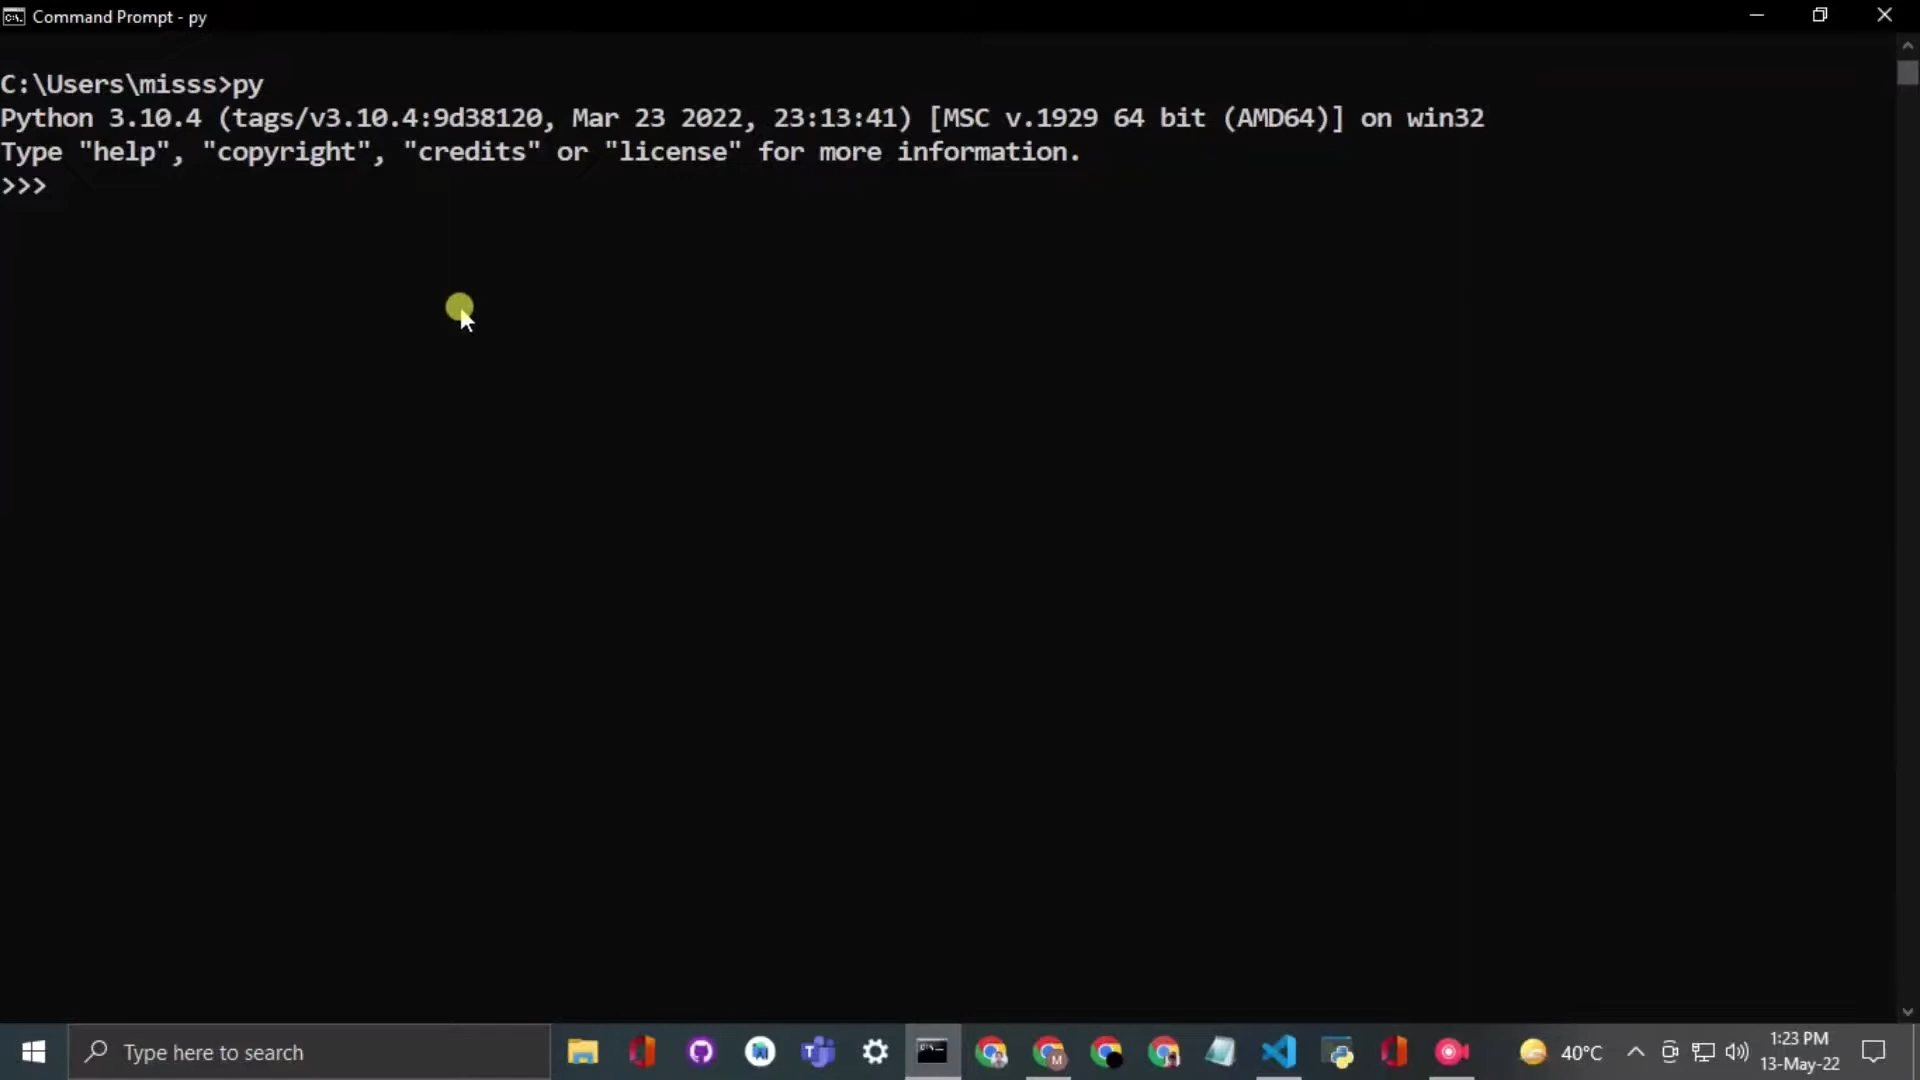 Command Prompt - py
C:\Users\misss>py
Python 3.10.4 (tags/v3.10.4:9d38120, Mar 23 2022, 23:13:41) [MSC v.1929 64 bit (AMD64)] on win32
Type "help", "copyright", "credits" or "license" for more information.
>>>
Type here to search
40°C
1:23 PM
13-May-22